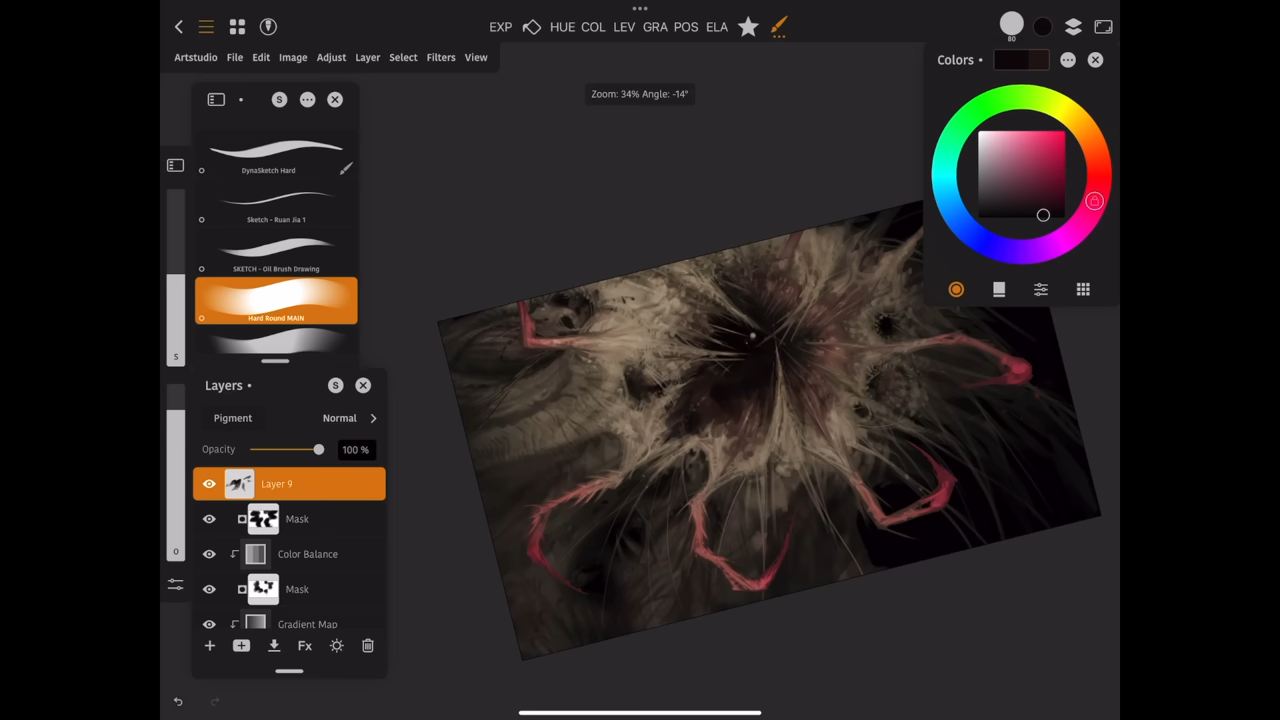 EXP HUE COL LEV GRA POS ELA
80
Artstudio File Edit Image Adjust Layer Select Filters View
Colors
Zoom: 34% Angle: -14°
S
DynaSketch Hard
Sketch - Ruan Jia 1
SKETCH - Oil Brush Drawing
Hard Round MAIN
S
Layers
S
Pigment Normal
Opacity 100 %
Layer 9
Mask
Color Balance
O
Mask
Gradient Map
Fx